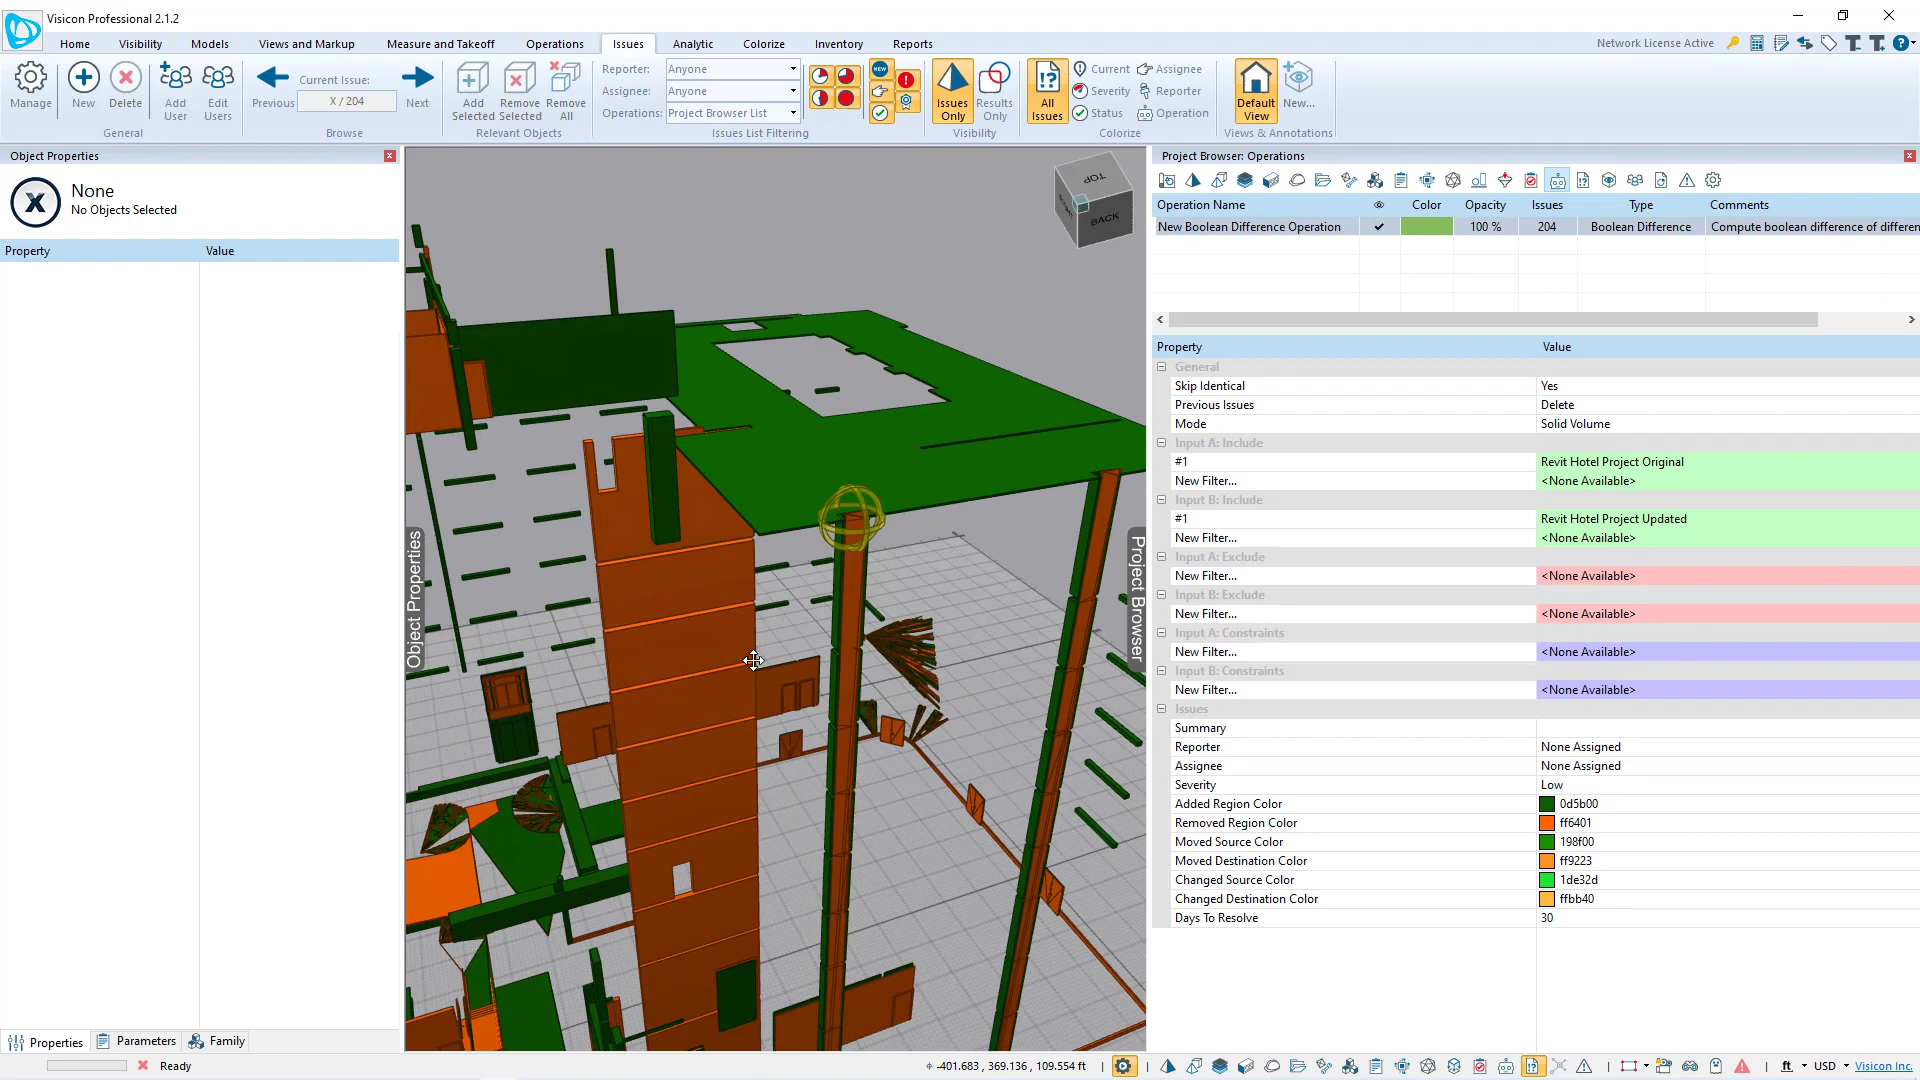 Visicon Professional 2.1.2
Home
Visibility
Models
Views and Markup
Measure and Takeoff
Operations
Issues
Analytic
Colorize
Inventory
Reports
Network License Active
Manage
New
Delete
Add User
Edit Users
General
Previous
Current Issue:
X / 204
Next
Browse
Add Selected
Remove Selected
Remove All
Relevant Objects
Reporter:
Anyone
Assignee:
Anyone
Operations:
Project Browser List
Issues List Filtering
NEW
Issues Only
Results Only
Visibility
All Issues
Current
Assignee
Severity
Reporter
Status
Operation
Colorize
Default View
New...
Views & Annotations
Object Properties
None
No Objects Selected
Property
Value
Object Properties
TOP
BACK
Project Browser
Project Browser: Operations
Operation Name
Color
Opacity
Issues
Type
Comments
New Boolean Difference Operation
100 %
204
Boolean Difference
Compute boolean difference of differen
Property
Value
General
Skip Identical
Yes
Previous Issues
Delete
Mode
Solid Volume
Input A: Include
#1
Revit Hotel Project Original
New Filter...
<None Available>
Input B: Include
#1
Revit Hotel Project Updated
New Filter...
<None Available>
Input A: Exclude
New Filter...
<None Available>
Input B: Exclude
New Filter...
<None Available>
Input A: Constraints
New Filter...
<None Available>
Input B: Constraints
New Filter...
<None Available>
Issues
Summary
Reporter
None Assigned
Assignee
None Assigned
Severity
Low
Added Region Color
0d5b00
Removed Region Color
ff6401
Moved Source Color
198f00
Moved Destination Color
ff9223
Changed Source Color
1de32d
Changed Destination Color
ffbb40
Days To Resolve
30
Properties
Parameters
Family
Ready
-401.683 , 369.136 , 109.554 ft
ft
USD
Visicon Inc.